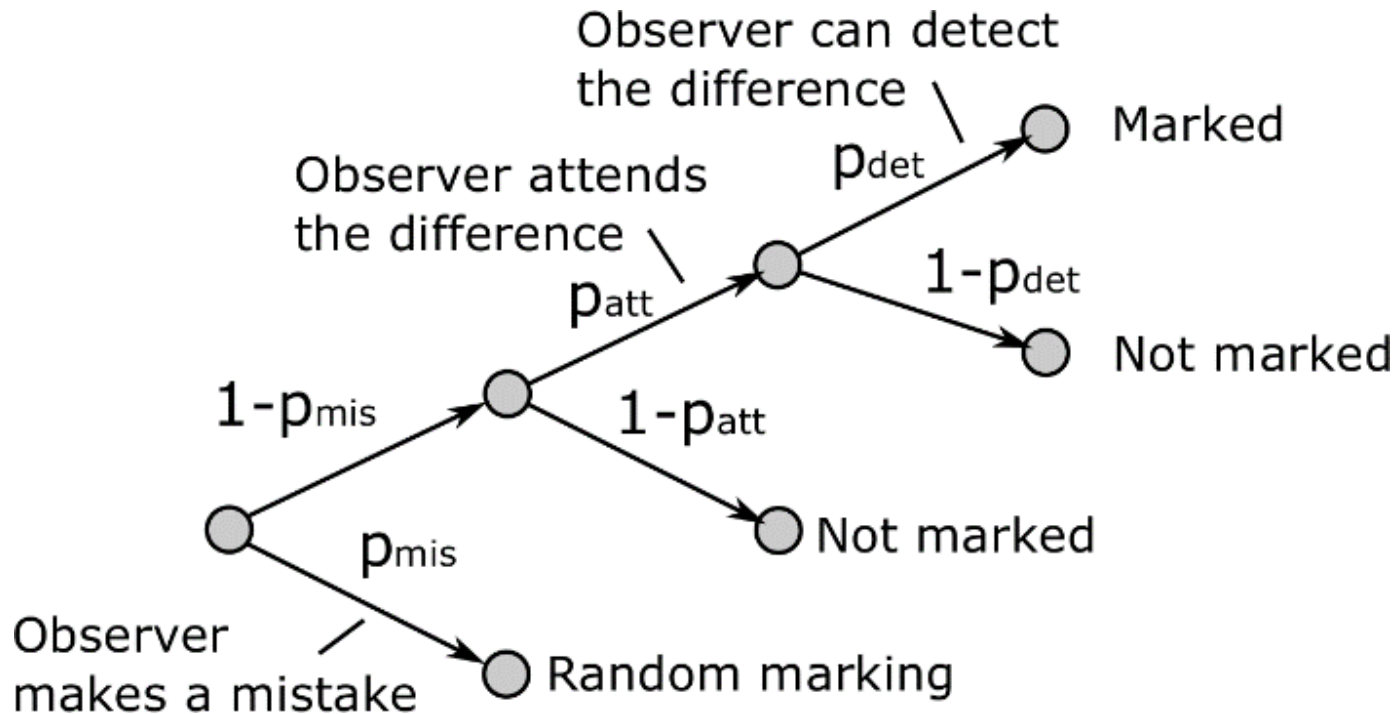 Observer can detect
the difference
Marked
pdet
Observer attends
the difference
1-pdet
patt
Not marked
1-pmis
1-patt
Not marked
pmis
Observer
makes a mistake
Random marking